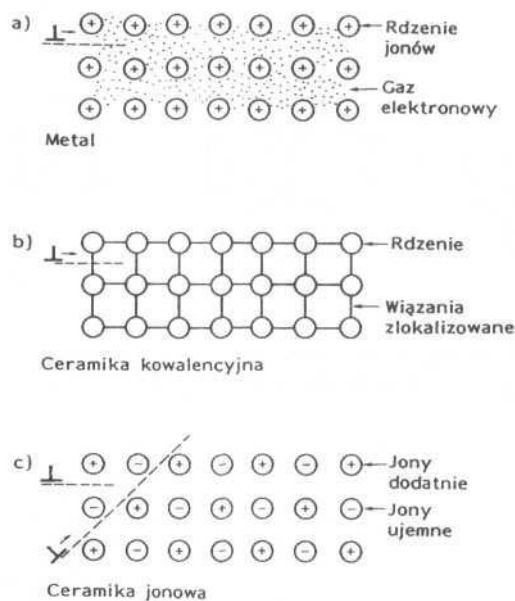 a)
Rdzenie
jonów
Gaz
elektronowy
Metal
b)
Rdzenie
Wiązania
zlokalizowane
Ceramika kowalencyjna
c)
+ - + - + - +
Jony
dodatnie
- + - + - + -
Jony
ujemne
+ - + - + - +
Ceramika jonowa